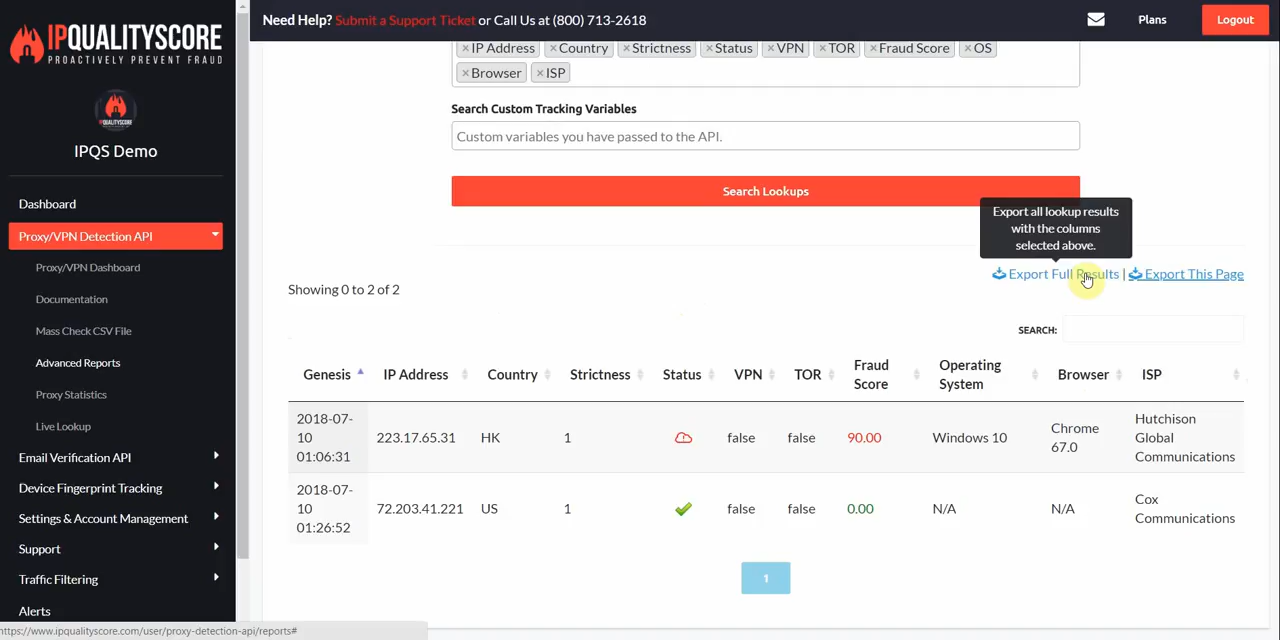 IPQUALITYSCORE
PROACTIVELY PREVENT FRAUD
IPQS Demo
Dashboard
Proxy/VPN Detection API
Proxy/VPN Dashboard
Documentation
Mass Check CSV File
Advanced Reports
Proxy Statistics
Live Lookup
Email Verification API
Device Fingerprint Tracking
Settings & Account Management
Support
Traffic Filtering
Alerts
Need Help? Submit a Support Ticket or Call Us at (800) 713-2618
Plans
Logout
×IP Address ×Country ×Strictness ×Status ×VPN ×TOR ×Fraud Score ×OS
×Browser ×ISP
Search Custom Tracking Variables
Custom variables you have passed to the API.
Search Lookups
Export all lookup results
with the columns
selected above.
Export Full Results | Export This Page
Showing 0 to 2 of 2
SEARCH:
Genesis IP Address Country Strictness Status VPN TOR Fraud Score Operating System Browser ISP
2018-07-10 01:06:31 223.17.65.31 HK 1 false false 90.00 Windows 10 Chrome 67.0 Hutchison Global Communications
2018-07-10 01:26:52 72.203.41.221 US 1 false false 0.00 N/A N/A Cox Communications
1
https://www.ipqualityscore.com/user/proxy-detection-api/reports#